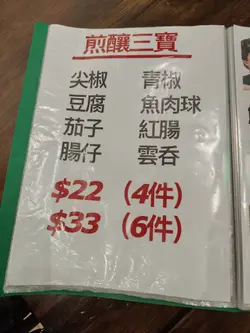 煎釀三寶
尖椒 青椒
豆腐 魚肉球
茄子 紅腸
腸仔 雲吞
$22 (4件)
$33 (6件)